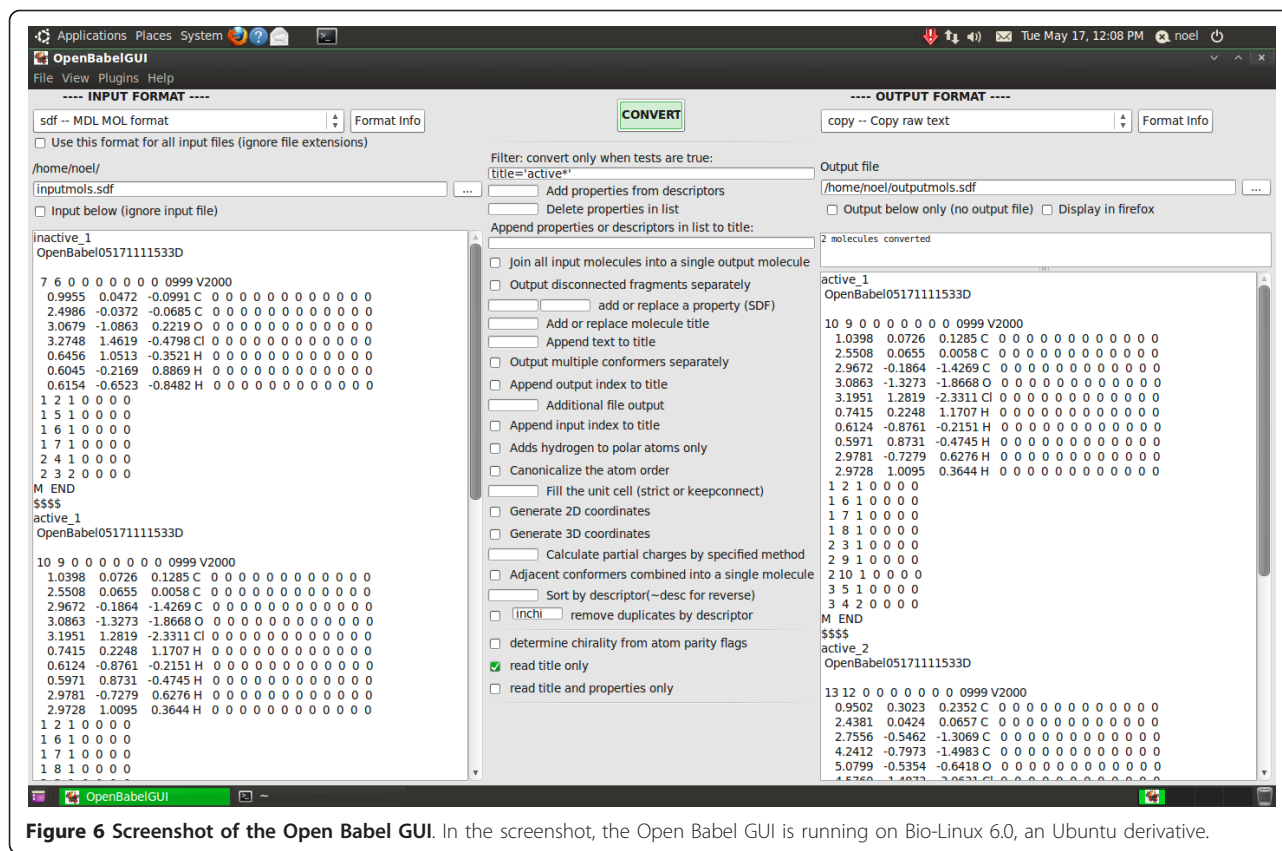 Applications Places System
Tue May 17, 12:08 PM noel
OpenBabelGUI
File View Plugins Help
---- INPUT FORMAT ----
sdf -- MDL MOL format
Format Info
Use this format for all input files (ignore file extensions)
/home/noel/
inputmols.sdf
...
Input below (ignore input file)
inactive_1
OpenBabel05171111533D
7 6 0 0 0 0 0 0 0 0999 V2000
0.9955 0.0472 -0.0991 C 0 0 0 0 0 0 0 0 0 0 0 0
2.4986 -0.0372 -0.0685 C 0 0 0 0 0 0 0 0 0 0 0 0
3.0679 -1.0863 0.2219 O 0 0 0 0 0 0 0 0 0 0 0 0
3.2748 1.4619 -0.4798 Cl 0 0 0 0 0 0 0 0 0 0 0 0
0.6456 1.0513 -0.3521 H 0 0 0 0 0 0 0 0 0 0 0 0
0.6045 -0.2169 0.8869 H 0 0 0 0 0 0 0 0 0 0 0 0
0.6154 -0.6523 -0.8482 H 0 0 0 0 0 0 0 0 0 0 0 0
1 2 1 0 0 0 0
1 5 1 0 0 0 0
1 6 1 0 0 0 0
1 7 1 0 0 0 0
2 4 1 0 0 0 0
2 3 2 0 0 0 0
M END
$$$$
active_1
OpenBabel05171111533D
10 9 0 0 0 0 0 0 0 0999 V2000
1.0398 0.0726 0.1285 C 0 0 0 0 0 0 0 0 0 0 0 0
2.5508 0.0655 0.0058 C 0 0 0 0 0 0 0 0 0 0 0 0
2.9672 -0.1864 -1.4269 C 0 0 0 0 0 0 0 0 0 0 0 0
3.0863 -1.3273 -1.8668 O 0 0 0 0 0 0 0 0 0 0 0 0
3.1951 1.2819 -2.3311 Cl 0 0 0 0 0 0 0 0 0 0 0 0
0.7415 0.2248 1.1707 H 0 0 0 0 0 0 0 0 0 0 0 0
0.6124 -0.8761 -0.2151 H 0 0 0 0 0 0 0 0 0 0 0 0
0.5971 0.8731 -0.4745 H 0 0 0 0 0 0 0 0 0 0 0 0
2.9781 -0.7279 0.6276 H 0 0 0 0 0 0 0 0 0 0 0 0
2.9728 1.0095 0.3644 H 0 0 0 0 0 0 0 0 0 0 0 0
1 2 1 0 0 0 0
1 6 1 0 0 0 0
1 7 1 0 0 0 0
1 8 1 0 0 0 0
CONVERT
Filter: convert only when tests are true:
title='active*'
Add properties from descriptors
Delete properties in list
Append properties or descriptors in list to title:
Join all input molecules into a single output molecule
Output disconnected fragments separately
add or replace a property (SDF)
Add or replace molecule title
Append text to title
Output multiple conformers separately
Append output index to title
Additional file output
Append input index to title
Adds hydrogen to polar atoms only
Canonicalize the atom order
Fill the unit cell (strict or keepconnect)
Generate 2D coordinates
Generate 3D coordinates
Calculate partial charges by specified method
Adjacent conformers combined into a single molecule
Sort by descriptor(~desc for reverse)
inchi remove duplicates by descriptor
determine chirality from atom parity flags
read title only
read title and properties only
---- OUTPUT FORMAT ----
copy -- Copy raw text
Format Info
Output file
/home/noel/outputmols.sdf
...
Output below only (no output file) Display in firefox
2 molecules converted
active_1
OpenBabel05171111533D
10 9 0 0 0 0 0 0 0 0999 V2000
1.0398 0.0726 0.1285 C 0 0 0 0 0 0 0 0 0 0 0 0
2.5508 0.0655 0.0058 C 0 0 0 0 0 0 0 0 0 0 0 0
2.9672 -0.1864 -1.4269 C 0 0 0 0 0 0 0 0 0 0 0 0
3.0863 -1.3273 -1.8668 O 0 0 0 0 0 0 0 0 0 0 0 0
3.1951 1.2819 -2.3311 Cl 0 0 0 0 0 0 0 0 0 0 0 0
0.7415 0.2248 1.1707 H 0 0 0 0 0 0 0 0 0 0 0 0
0.6124 -0.8761 -0.2151 H 0 0 0 0 0 0 0 0 0 0 0 0
0.5971 0.8731 -0.4745 H 0 0 0 0 0 0 0 0 0 0 0 0
2.9781 -0.7279 0.6276 H 0 0 0 0 0 0 0 0 0 0 0 0
2.9728 1.0095 0.3644 H 0 0 0 0 0 0 0 0 0 0 0 0
1 2 1 0 0 0 0
1 6 1 0 0 0 0
1 7 1 0 0 0 0
1 8 1 0 0 0 0
2 3 1 0 0 0 0
2 9 1 0 0 0 0
2 10 1 0 0 0 0
3 5 1 0 0 0 0
3 4 2 0 0 0 0
M END
$$$$
active_2
OpenBabel05171111533D
13 12 0 0 0 0 0 0 0 0999 V2000
0.9502 0.3023 0.2352 C 0 0 0 0 0 0 0 0 0 0 0 0
2.4381 0.0424 0.0657 C 0 0 0 0 0 0 0 0 0 0 0 0
2.7556 -0.5462 -1.3069 C 0 0 0 0 0 0 0 0 0 0 0 0
4.2412 -0.7973 -1.4983 C 0 0 0 0 0 0 0 0 0 0 0 0
5.0799 -0.5354 -0.6418 O 0 0 0 0 0 0 0 0 0 0 0 0
OpenBabelGUI
~
Figure 6 Screenshot of the Open Babel GUI. In the screenshot, the Open Babel GUI is running on Bio-Linux 6.0, an Ubuntu derivative.